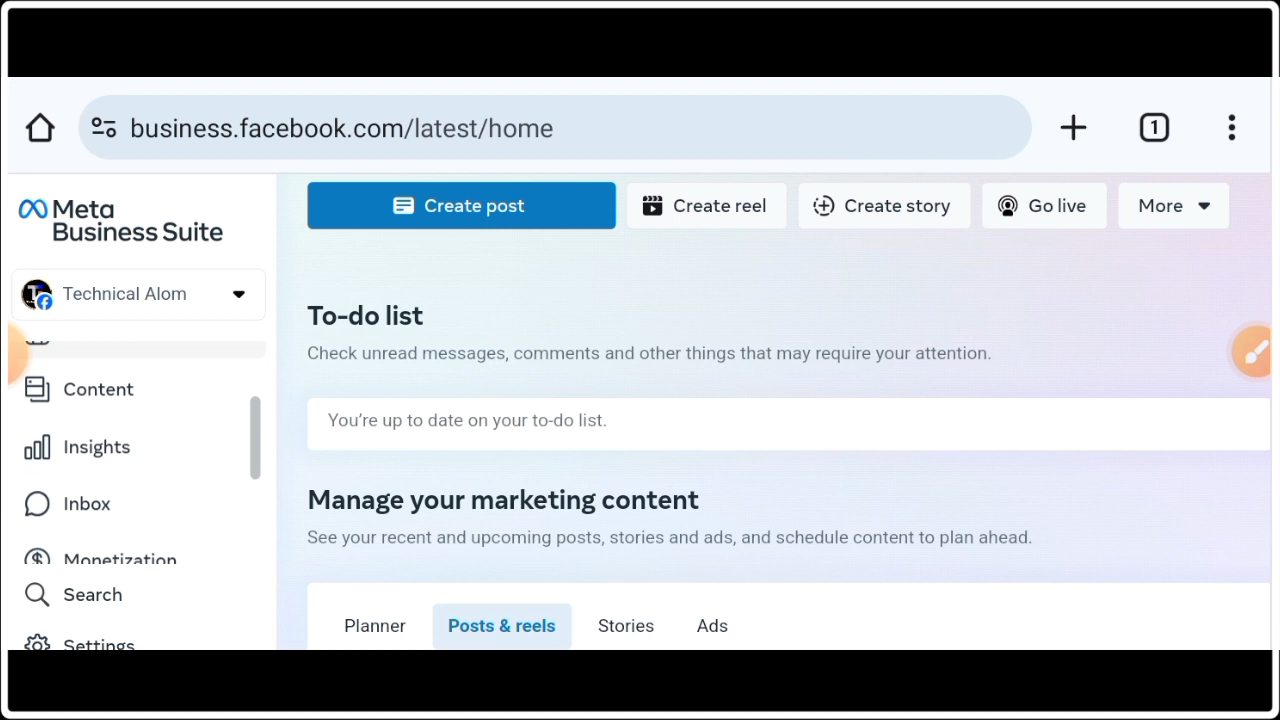 business.facebook.com/latest/home
1
Meta
Business Suite
Create post
Create reel
Create story
Go live
More
Technical Alom
Content
Insights
Inbox
Monetization
Search
Settings
To-do list
Check unread messages, comments and other things that may require your attention.
You're up to date on your to-do list.
Manage your marketing content
See your recent and upcoming posts, stories and ads, and schedule content to plan ahead.
Planner
Posts & reels
Stories
Ads